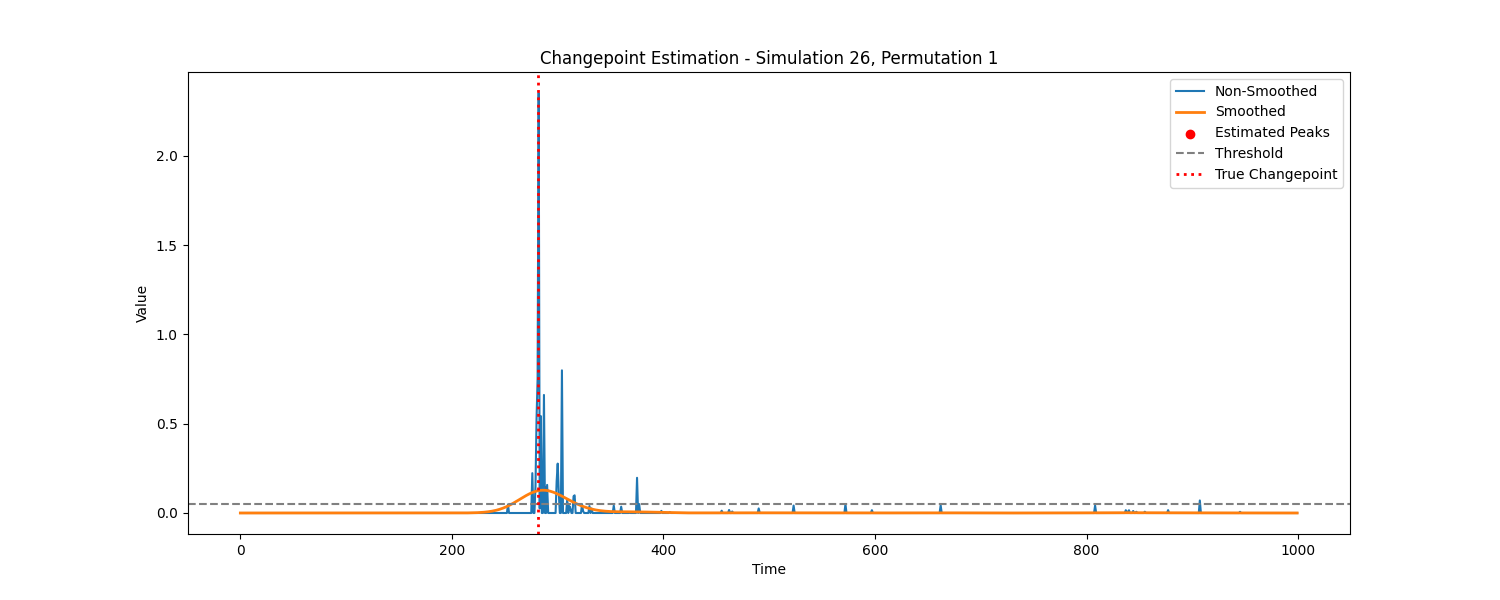 Changepoint Estimation - Simulation 26, Permutation 1
Non-Smoothed
Smoothed
Estimated Peaks
Threshold
True Changepoint
Value
2.0
1.5
1.0
0.5
0.0
0 200 400 600 800 1000
Time